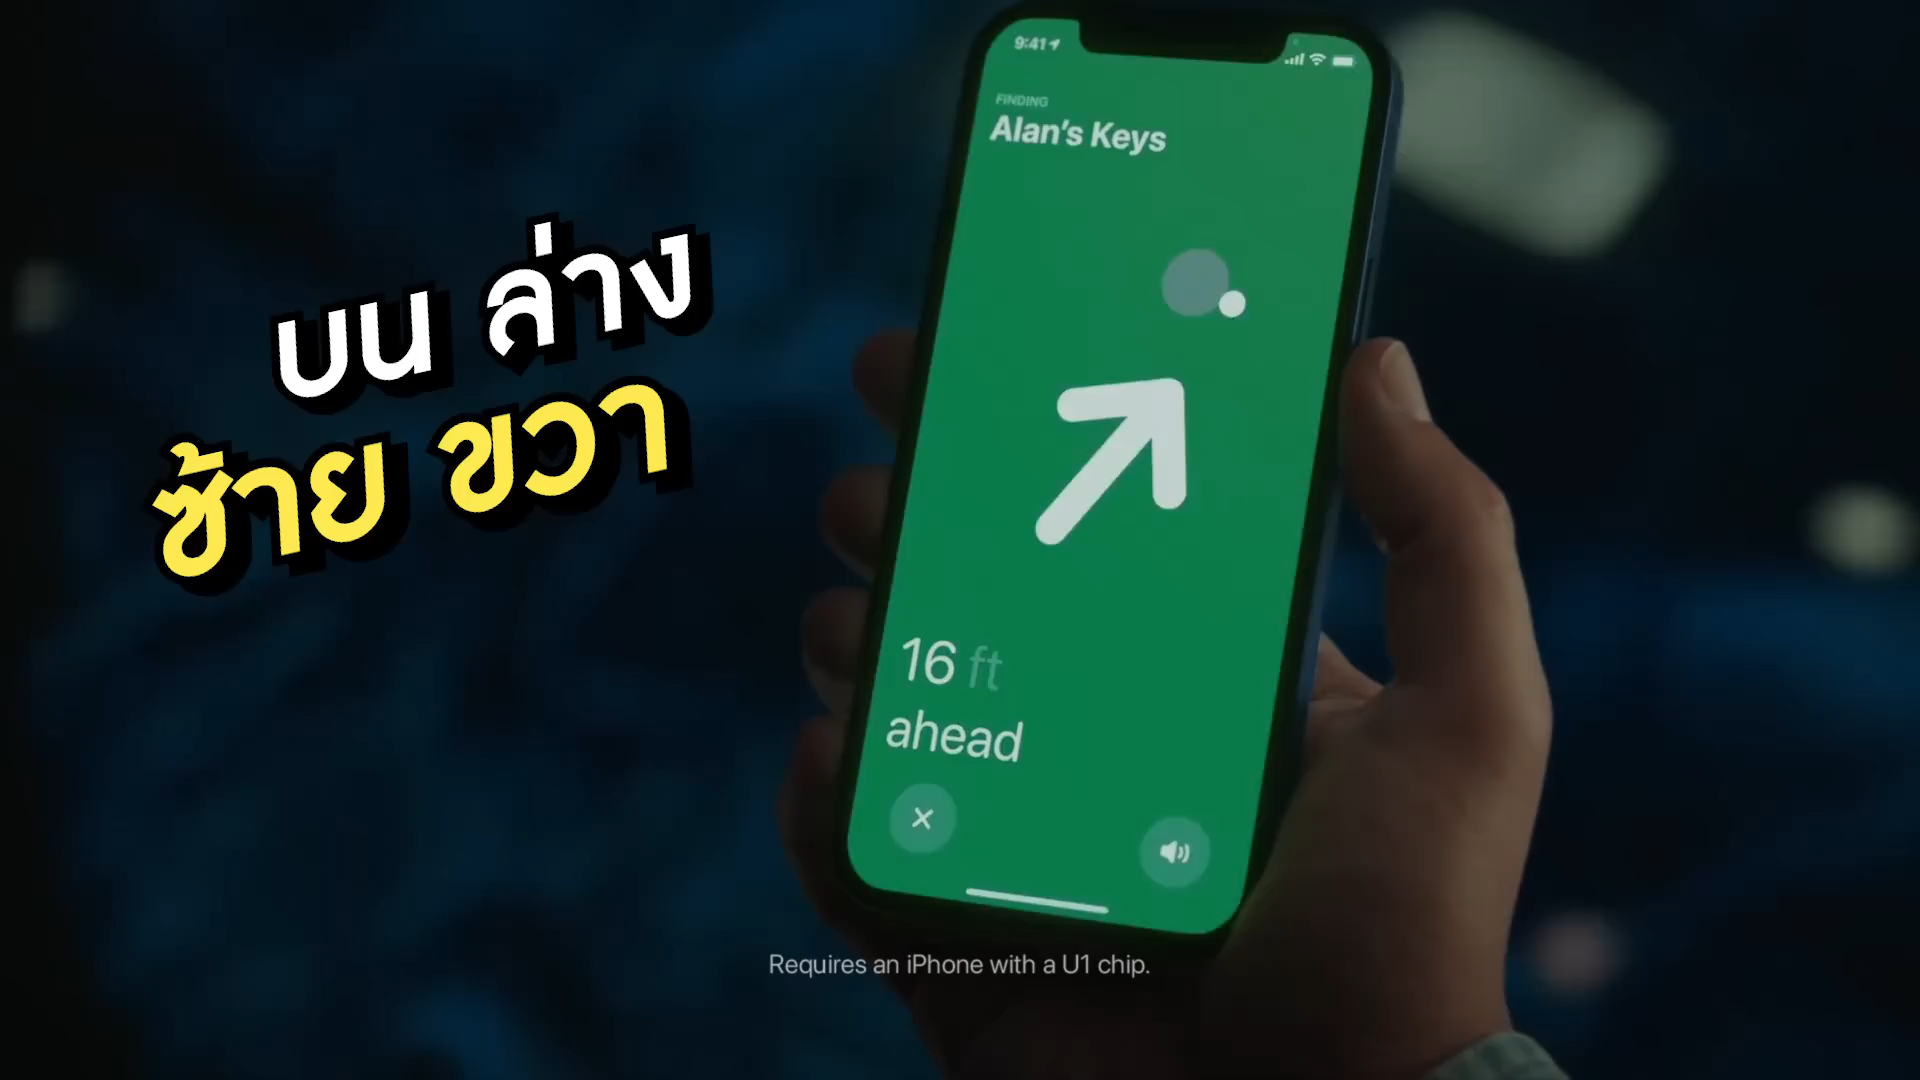 9:41
FINDING
Alan's Keys
บน ล่าง
ซ้าย ขวา
16 ft
ahead
Requires an iPhone with a U1 chip.